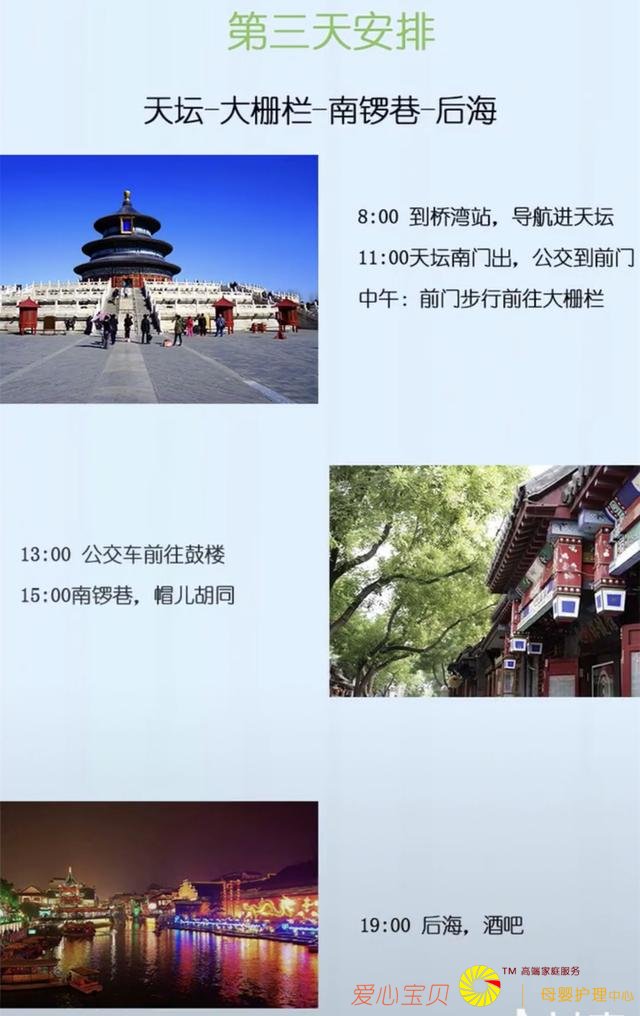 第三天安排
天坛-大栅栏-南锣巷-后海
8:00 到桥湾站，导航进天坛
11:00天坛南门出，公交到前门
中午：前门步行前往大栅栏
13:00 公交车前往鼓楼
15:00南锣巷，帽儿胡同
19:00 后海，酒吧
爱心宝贝
TM 高端家庭服务
母婴护理中心